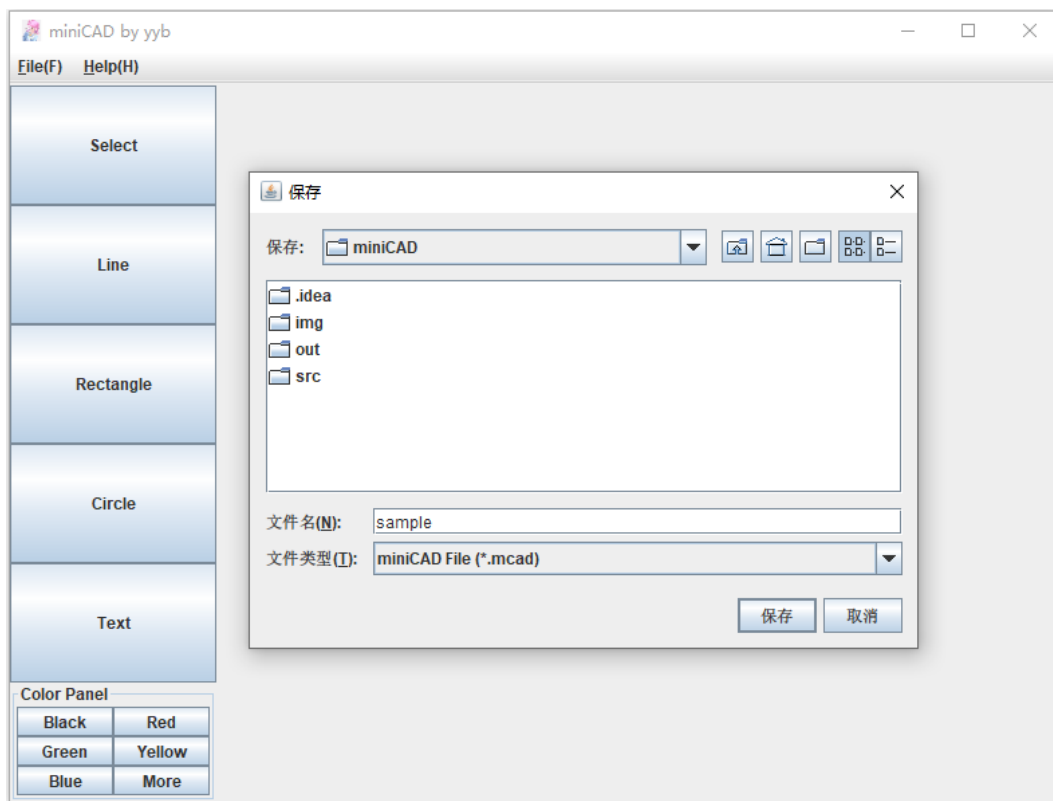 miniCAD by yyb
File(F) Help(H)
Select
Line
Rectangle
Circle
Text
Color Panel
Black Red
Green Yellow
Blue More
保存
保存: miniCAD
.idea
img
out
src
文件名(N): sample
文件类型(T): miniCAD File (*.mcad)
保存 取消